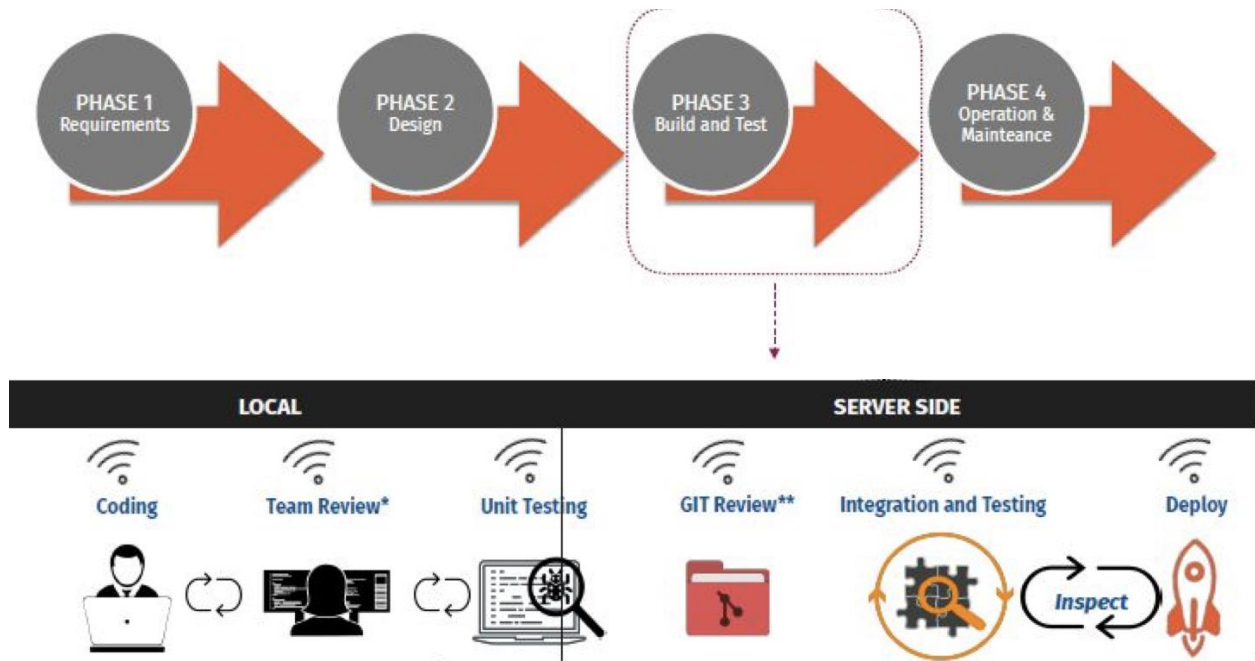 PHASE 1
Requirements
PHASE 2
Design
PHASE 3
Build and Test
PHASE 4
Operation &
Mainteance
LOCAL
SERVER SIDE
Coding
Team Review*
Unit Testing
GIT Review**
Integration and Testing
Deploy
Inspect